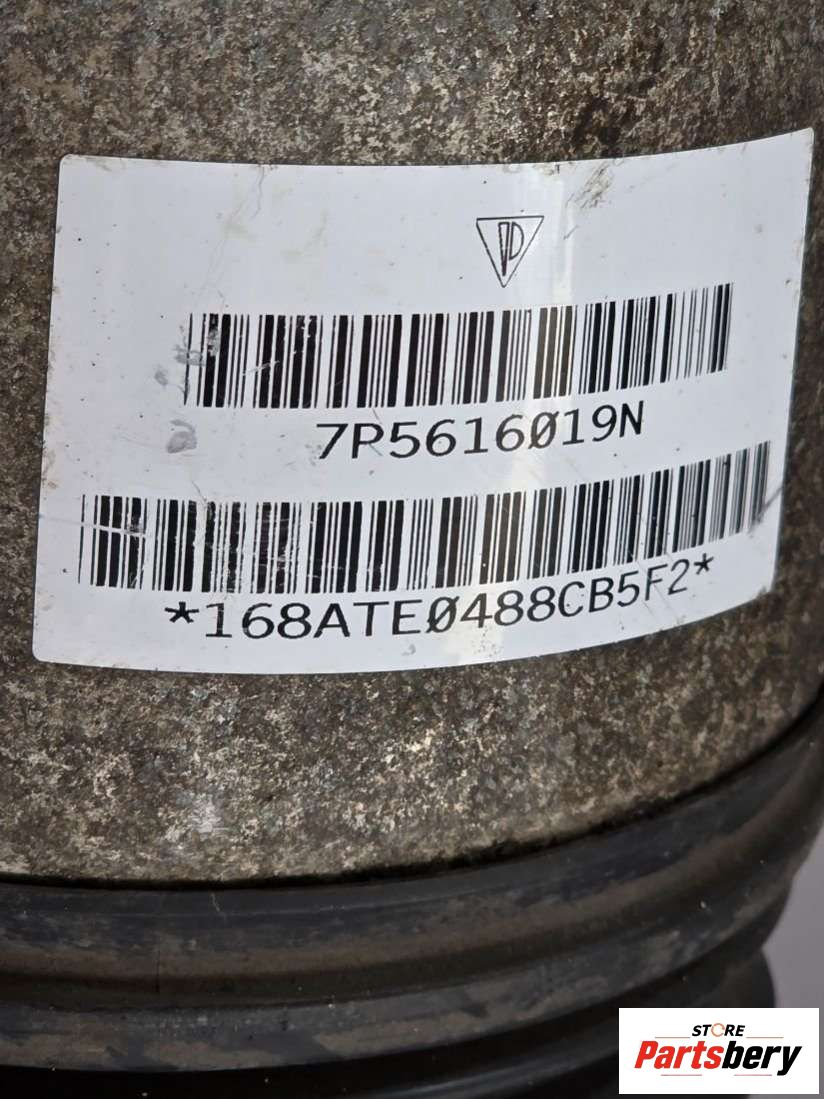 7P5616019N
*168ATE0488CB5F2*
STORE
Partsbery